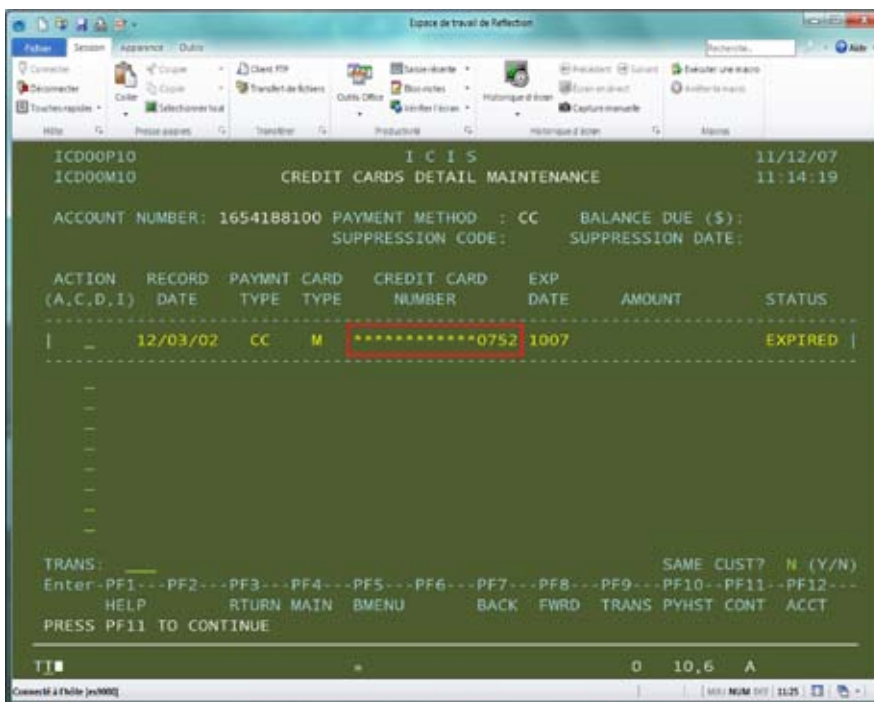 Espace de travail de Reflection
Fichier Session Apparence Outils Recherche... Aide
Connecter Couper Client FTP Saisie récente Précédent Suivant Exécuter une macro
Déconnecter Coller Copier Transfert de fichiers Outils Office Bloc-notes Historique d'écran Écran en direct Arrêter la macro
Touches rapides Sélectionner tout Vérifier l'écran Capture manuelle
Hôte Presse-papiers Transférer Productivité Historique d'écran Macros
ICD00P10 I C I S 11/12/07
ICD00M10 CREDIT CARDS DETAIL MAINTENANCE 11:14:19
ACCOUNT NUMBER: 1654188100 PAYMENT METHOD : CC BALANCE DUE ($):
SUPPRESSION CODE: SUPPRESSION DATE:
ACTION RECORD PAYMNT CARD CREDIT CARD EXP
(A,C,D,I) DATE TYPE TYPE NUMBER DATE AMOUNT STATUS
| _ 12/03/02 CC M ************0752 1007 EXPIRED |
TRANS: ____ SAME CUST? N (Y/N)
Enter-PF1---PF2---PF3---PF4---PF5---PF6---PF7---PF8---PF9---PF10--PF11--PF12---
HELP RTURN MAIN BMENU BACK FWRD TRANS PYHST CONT ACCT
PRESS PF11 TO CONTINUE
O 10,6 A
Connecté à l'hôte [es9000] MAJ NUM 11:25